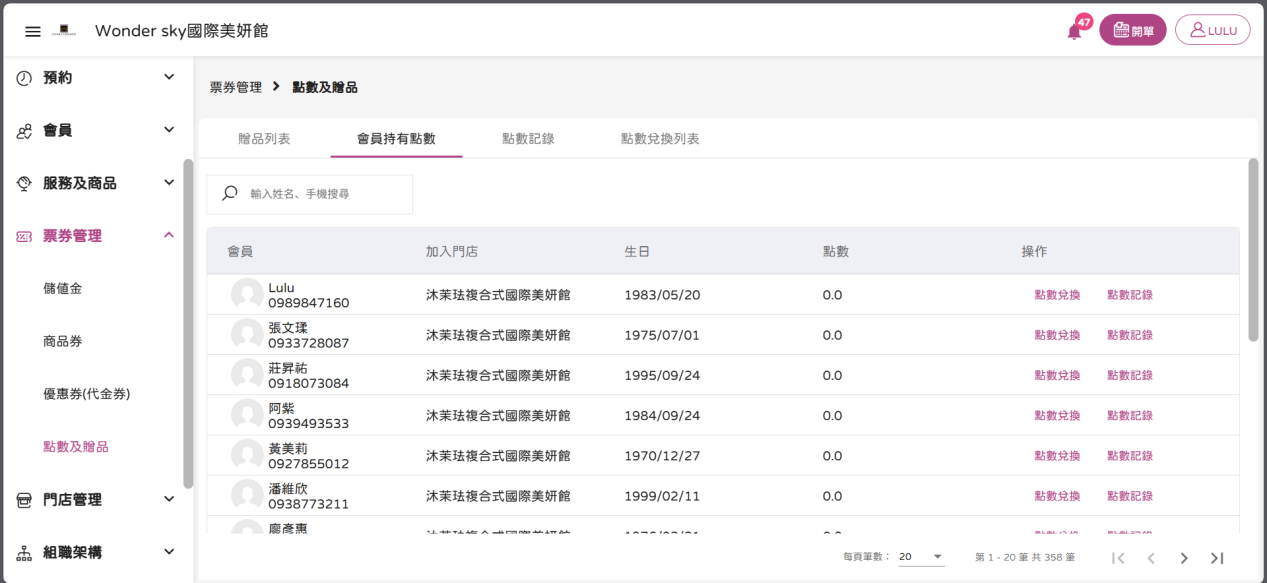 Wonder sky國際美妍館
47
開單
LULU
預約
會員
服務及商品
票券管理
儲值金
商品券
優惠券(代金券)
點數及贈品
門店管理
組職架構
票券管理 > 點數及贈品
贈品列表 會員持有點數 點數記錄 點數兌換列表
輸入姓名、手機搜尋
會員 加入門店 生日 點數 操作
Lulu
0989847160 沐茉珐複合式國際美妍館 1983/05/20 0.0 點數兌換 點數記錄
張文瑈
0933728087 沐茉珐複合式國際美妍館 1975/07/01 0.0 點數兌換 點數記錄
莊昇祐
0918073084 沐茉珐複合式國際美妍館 1995/09/24 0.0 點數兌換 點數記錄
阿紫
0939493533 沐茉珐複合式國際美妍館 1984/09/24 0.0 點數兌換 點數記錄
黃美莉
0927855012 沐茉珐複合式國際美妍館 1970/12/27 0.0 點數兌換 點數記錄
潘維欣
0938773211 沐茉珐複合式國際美妍館 1999/02/11 0.0 點數兌換 點數記錄
廖彥惠
每頁筆數： 20 第 1 - 20 筆 共 358 筆